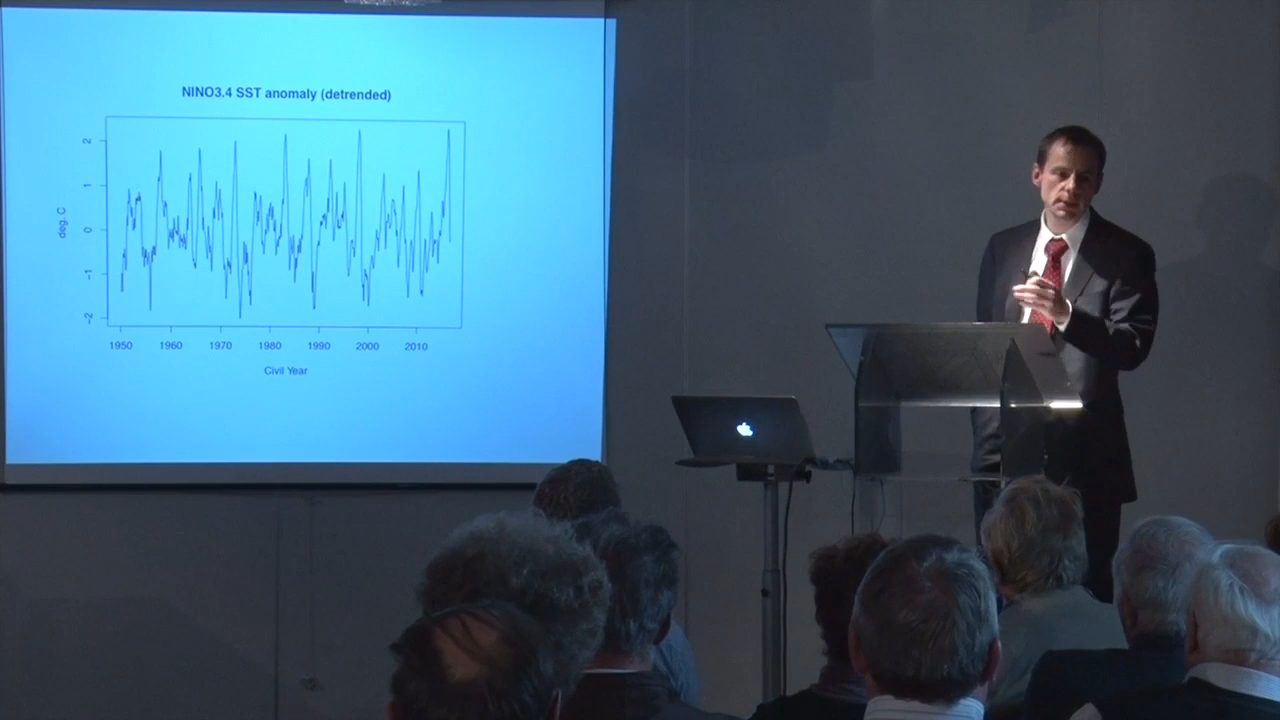 NINO3.4 SST anomaly (detrended)
2
1
0
-1
-2
deg. C
1950 1960 1970 1980 1990 2000 2010
Civil Year